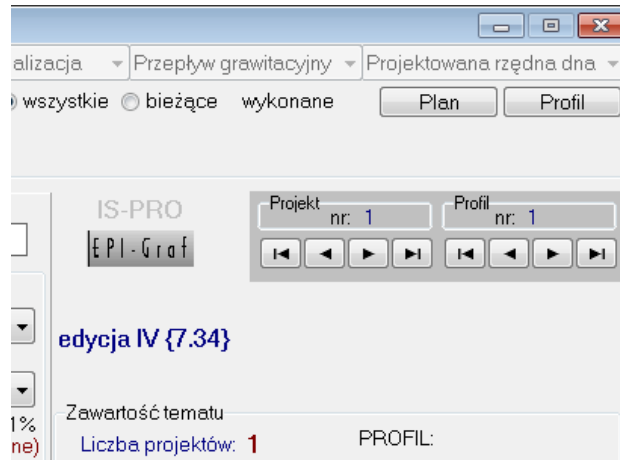 alizacja Przepływ grawitacyjny Projektowana rzędna dna
wszystkie bieżące wykonane Plan Profil
IS-PRO
EPI-Graf
Projekt
nr: 1
Profil
nr: 1
edycja IV {7.34}
1%
ne)
Zawartość tematu
Liczba projektów: 1 PROFIL: